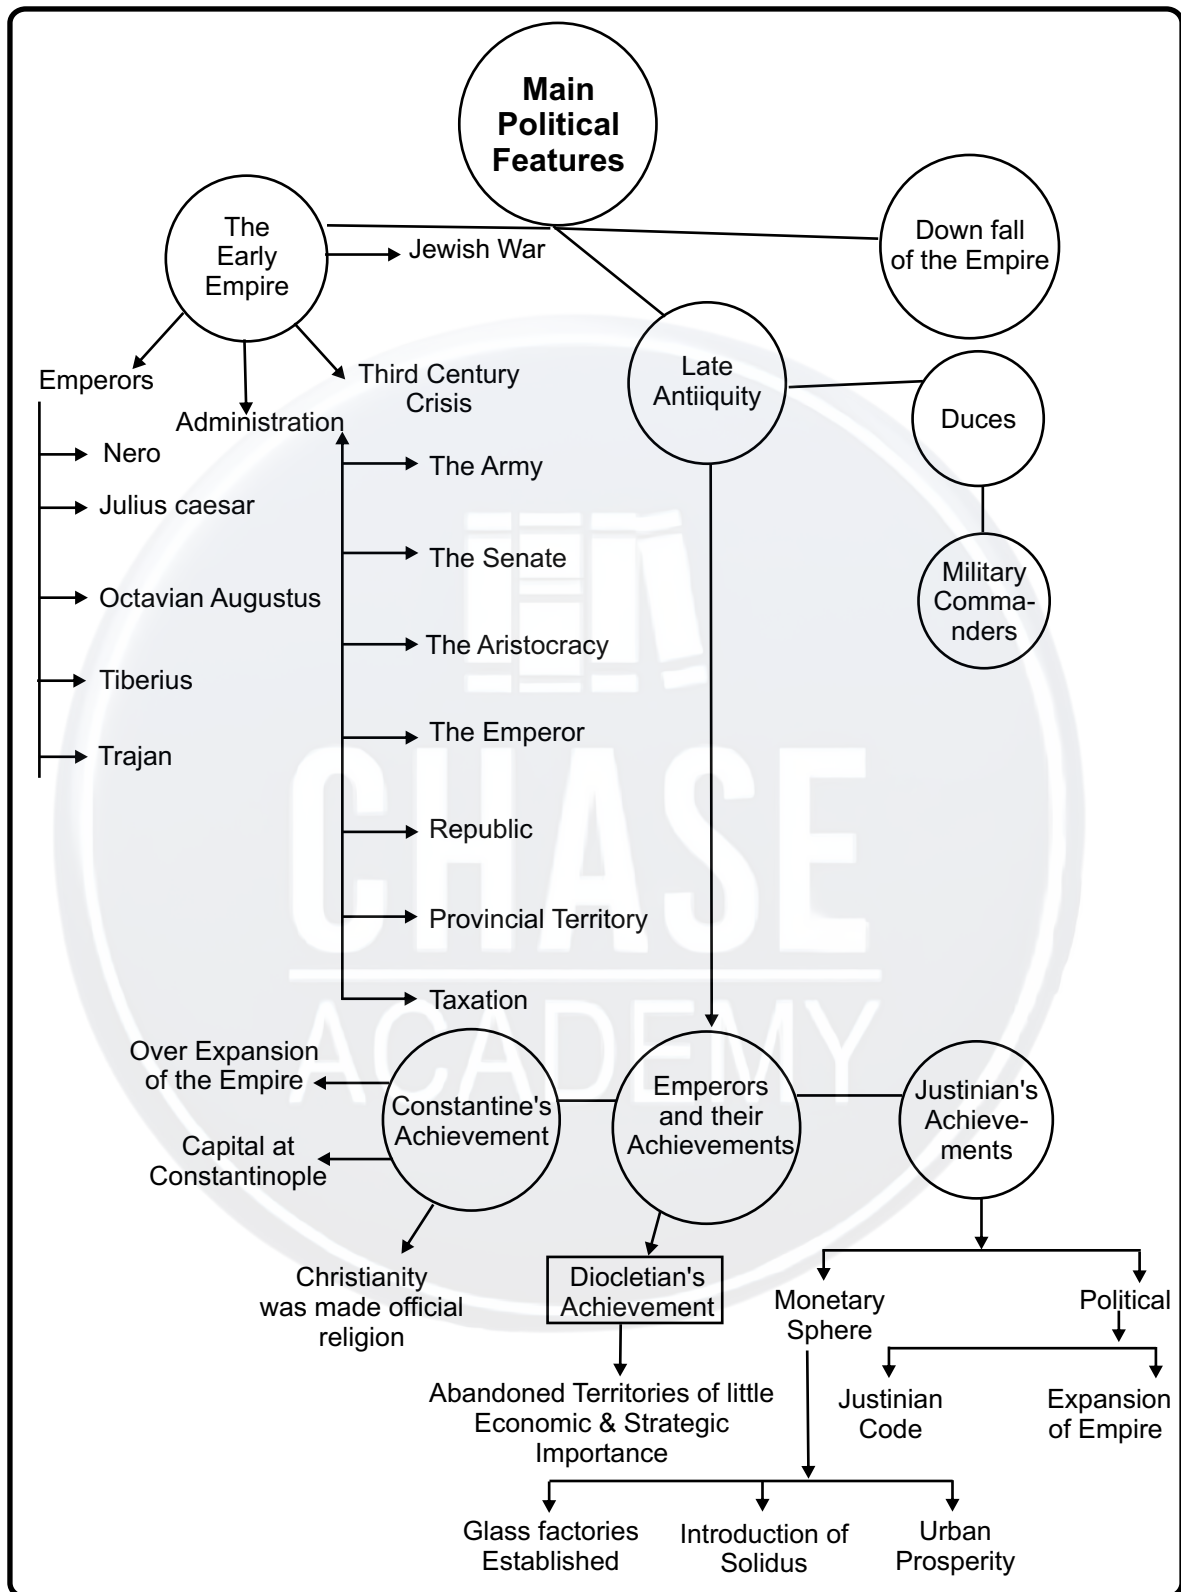 Main
Political
Features
The
Early
Empire
Jewish War
Down fall
of the Empire
Emperors
Administration
Third Century
Crisis
Late
Antiiquity
Duces
Military
Comma-
nders
Nero
Julius caesar
Octavian Augustus
Tiberius
Trajan
The Army
The Senate
The Aristocracy
The Emperor
Republic
Provincial Territory
Taxation
CHASE
ACADEMY
Over Expansion
of the Empire
Capital at
Constantinople
Constantine's
Achievement
Emperors
and their
Achievements
Justinian's
Achieve-
ments
Christianity
was made official
religion
Diocletian's
Achievement
Abandoned Territories of little
Economic & Strategic
Importance
Monetary
Sphere
Political
Justinian
Code
Expansion
of Empire
Glass factories
Established
Introduction of
Solidus
Urban
Prosperity